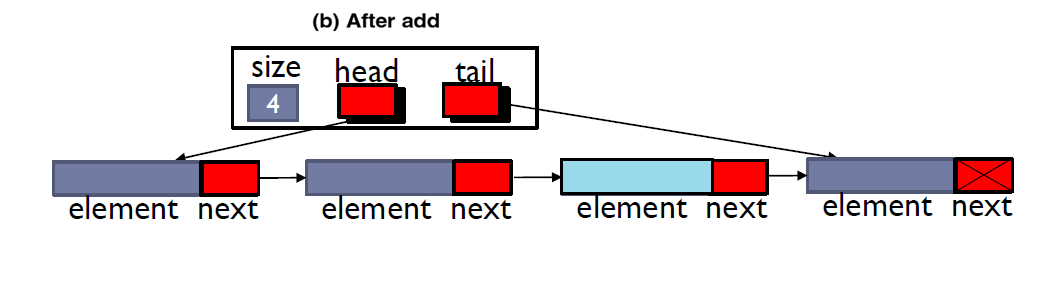 (b) After add
size head tail
4
element next element next element next element next